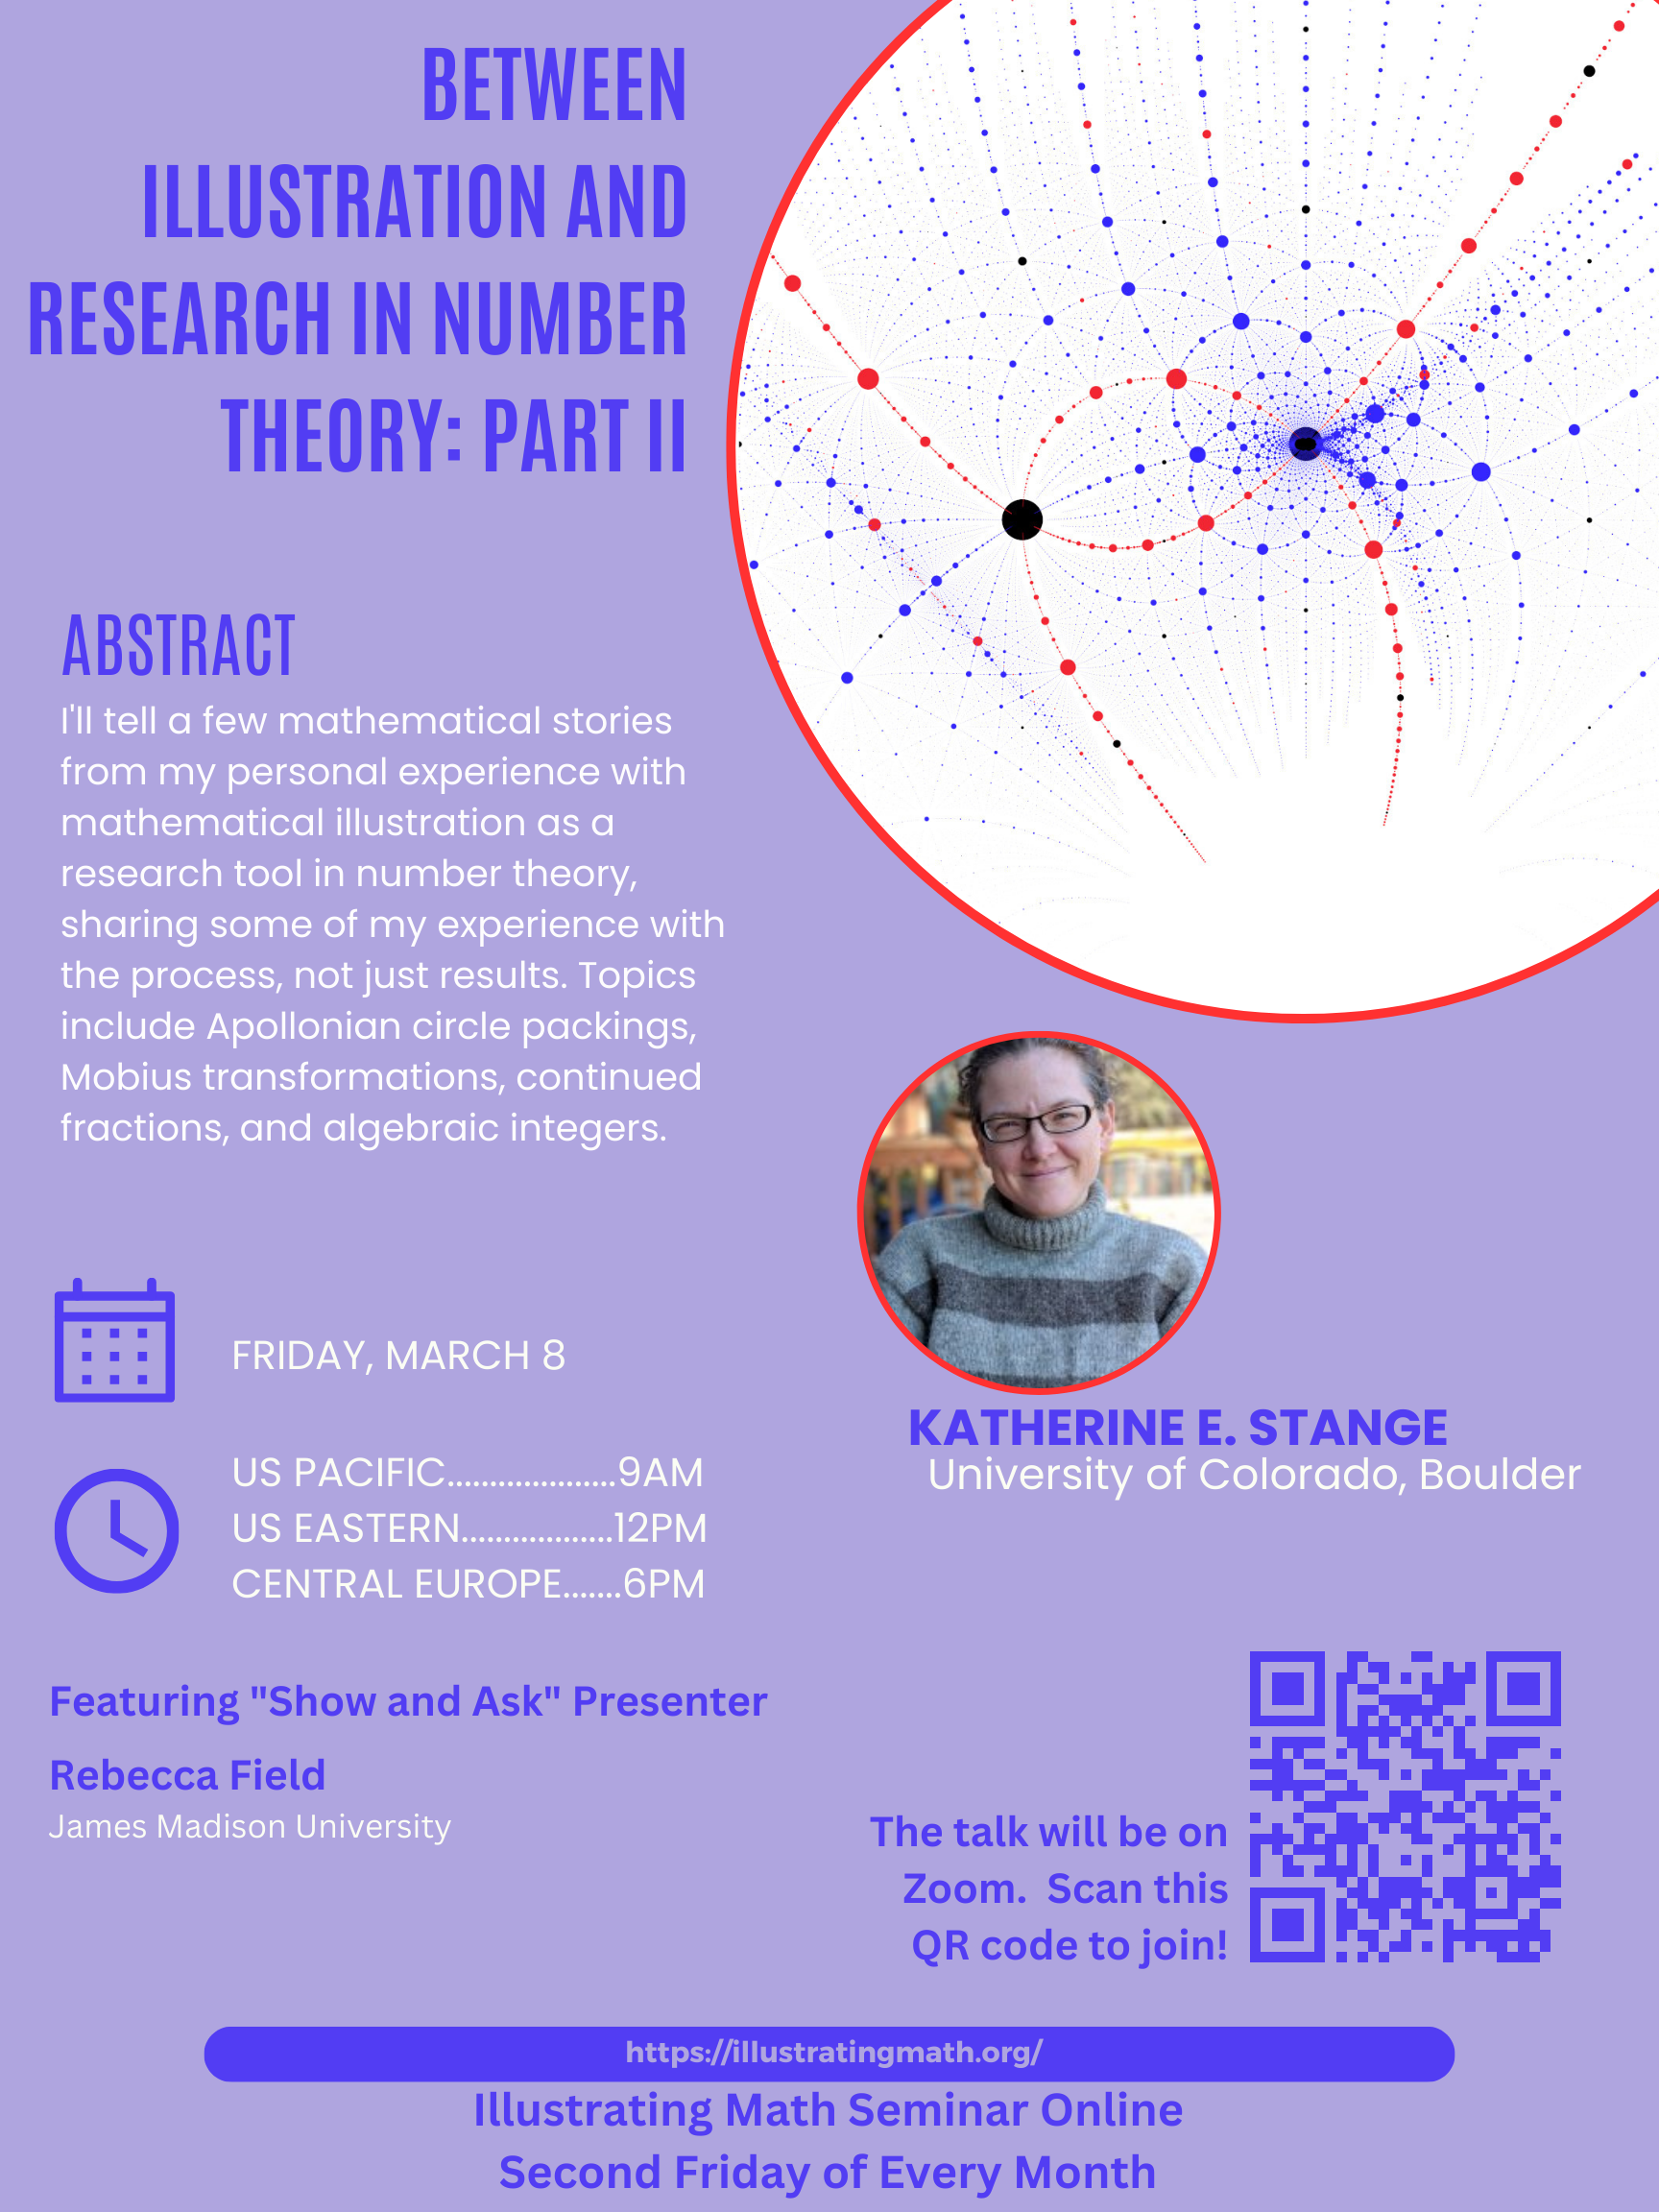 BETWEEN
ILLUSTRATION AND
RESEARCH IN NUMBER
THEORY: PART II
ABSTRACT
I'll tell a few mathematical stories
from my personal experience with
mathematical illustration as a
research tool in number theory,
sharing some of my experience with
the process, not just results. Topics
include Apollonian circle packings,
Mobius transformations, continued
fractions, and algebraic integers.
FRIDAY, MARCH 8
US PACIFIC....................9AM
US EASTERN..................12PM
CENTRAL EUROPE.......6PM
KATHERINE E. STANGE
University of Colorado, Boulder
Featuring "Show and Ask" Presenter
Rebecca Field
James Madison University
The talk will be on
Zoom.  Scan this
QR code to join!
https://illustratingmath.org/
Illustrating Math Seminar Online
Second Friday of Every Month